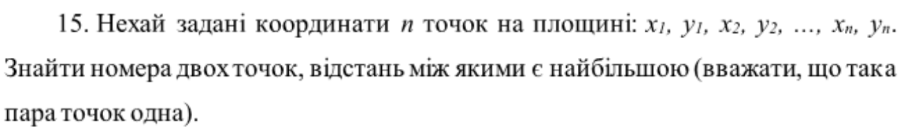 15. Нехай задані координати n точок на площині: x₁, y₁, x₂, y₂, ..., xₙ, yₙ.
Знайти номера двох точок, відстань між якими є найбільшою (вважати, що така
пара точок одна).